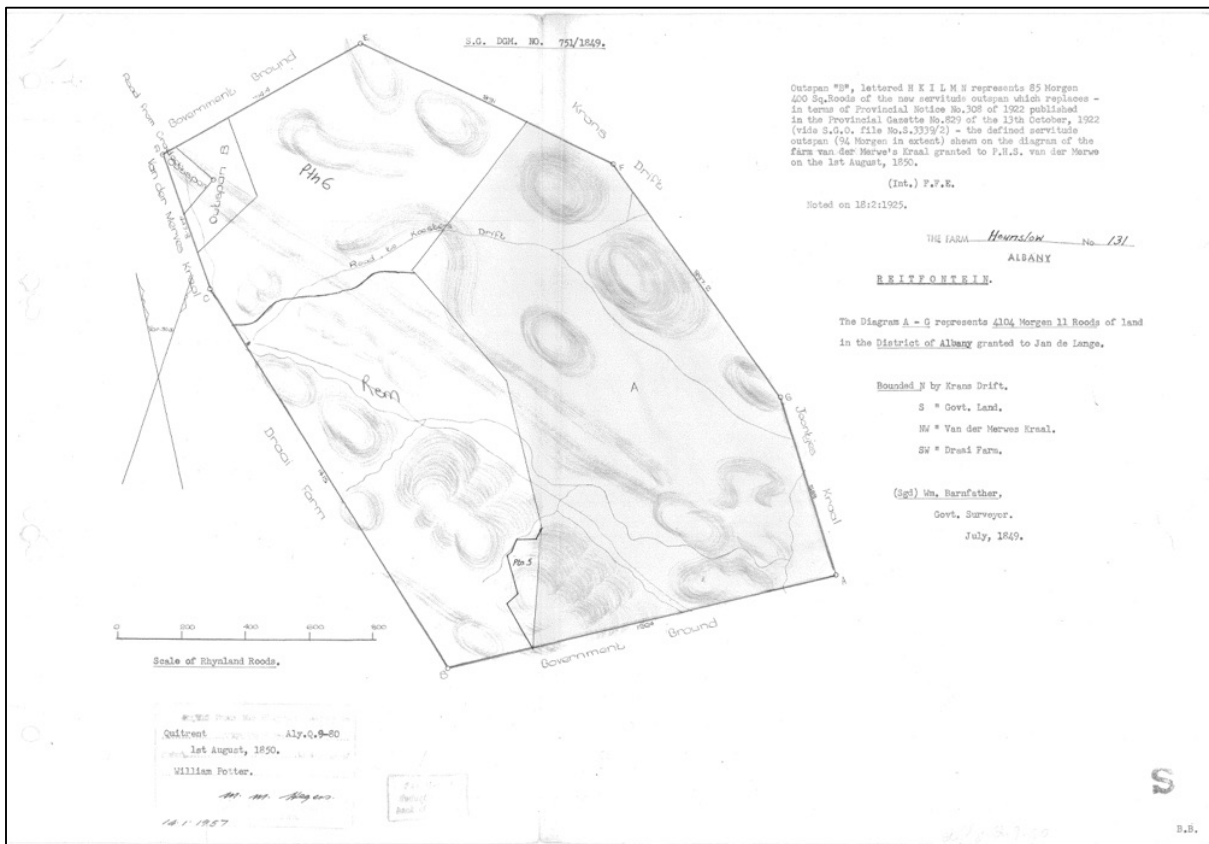 S.G. DGM. NO. 751/1849.
Outspan "B", lettered H K I L M N represents 85 Morgen
400 Sq.Roods of the new servitude outspan which replaces -
in terms of Provincial Notice No.308 of 1922 published
in the Provincial Gazette No.829 of the 13th October, 1922
(vide S.G.O. file No.S.3339/2) - the defined servitude
outspan (94 Morgen in extent) shewn on the diagram of the
farm van der Merwe's Kraal granted to P.H.S. van der Merwe
on the 1st August, 1850.
(Int.) F.F.E.
Noted on 18:2:1925.
THE FARM Hounslow No. 131
ALBANY
REITFONTEIN.
The Diagram A - G represents 4104 Morgen 11 Roods of land
in the District of Albany granted to Jan de Lange.
Bounded N by Krans Drift.
S " Govt. Land.
NW " Van der Merwes Kraal.
SW " Draai Farm.
(Sgd) Wm. Barnfather,
Govt. Surveyor.
July, 1849.
E
Government Ground
Krans Drift
F
Road from
Outspan B
Van der Merwes Kraal
Ptn 6
Road to Koesters Drift
C
Rem
A
G
Jantjes Kraal
Draai Farm
Ptn 5
A
B
Government Ground
0 200 400 600 800
Scale of Rhynland Roods.
Quitrent Aly.Q.9-80
1st August, 1850.
William Potter.
14.1.1957
S
B.B.